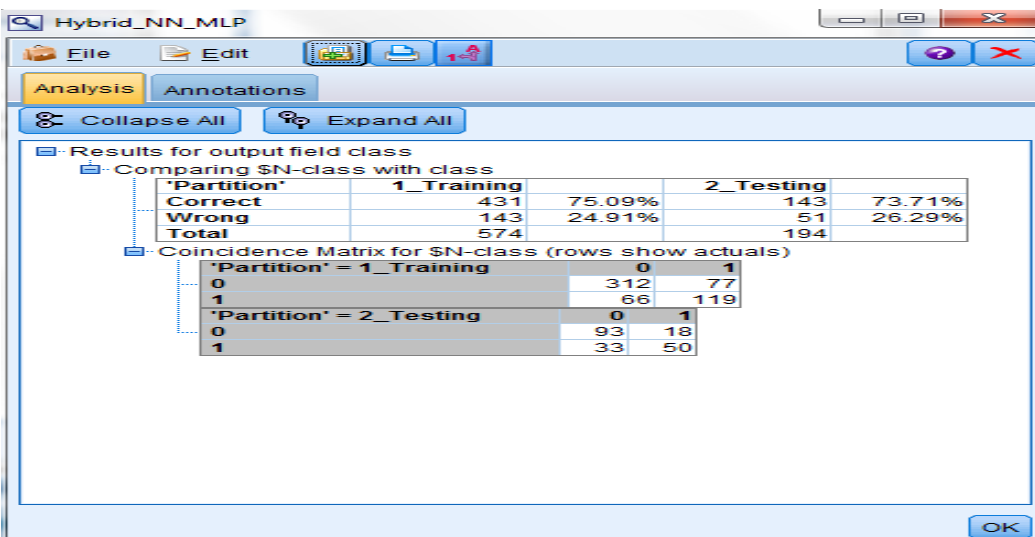 Hybrid_NN_MLP
File Edit
Analysis Annotations
Collapse All Expand All
Results for output field class
Comparing $N-class with class
'Partition' 1_Training 2_Testing
Correct 431 75.09% 143 73.71%
Wrong 143 24.91% 51 26.29%
Total 574 194
Coincidence Matrix for $N-class (rows show actuals)
'Partition' = 1_Training 0 1
0 312 77
1 66 119
'Partition' = 2_Testing 0 1
0 93 18
1 33 50
OK